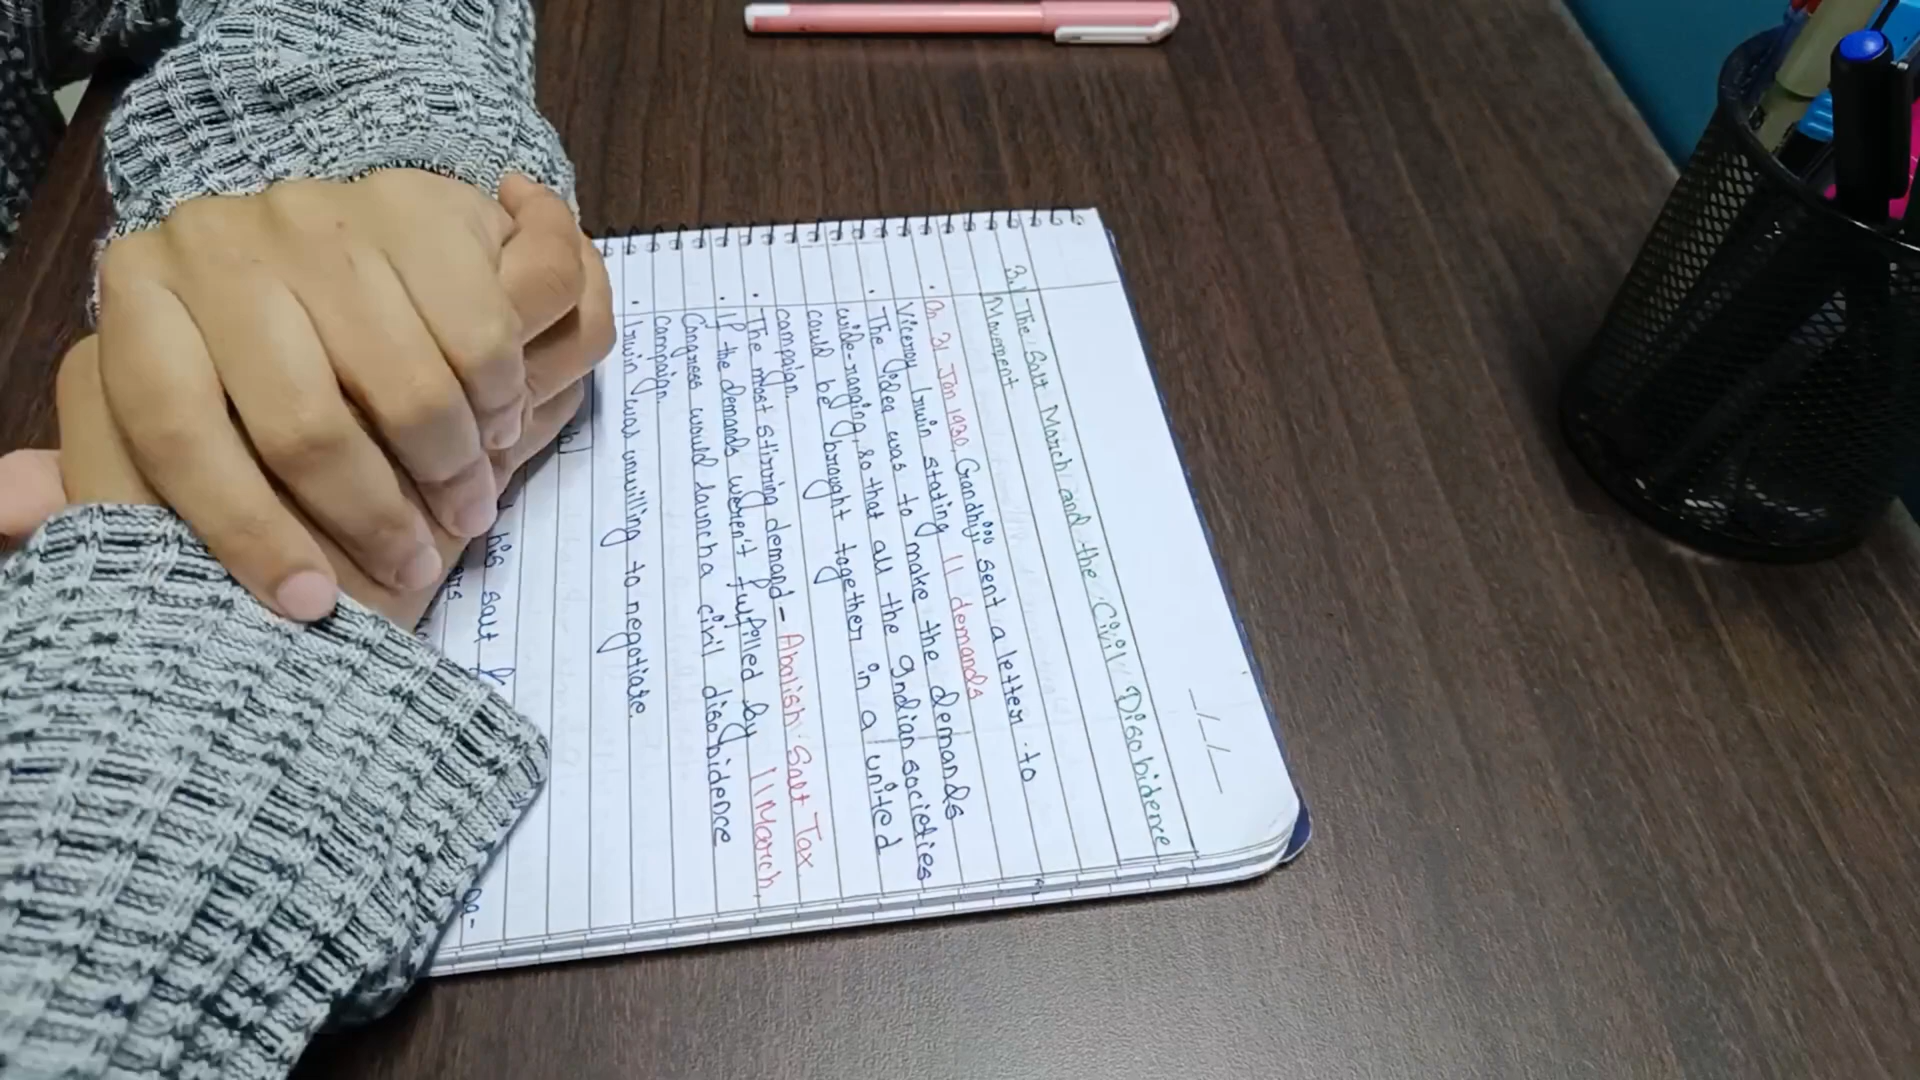 3.) The Salt March and the Civil Disobidence
Movement
• On 31 Jan 1930, Gandhiji sent a letter to
Viceroy Irwin stating 11 demands
• The idea was to make the demands
wide-ranging, so that all the Indian societies
could be brought together in a united
campaign.
• The most stirring demand - Abolish Salt Tax
• If the demands weren't fulfilled by 11 March,
Congress would launch a civil disobidence
campaign.
• Irwin was unwilling to negotiate.
his salt